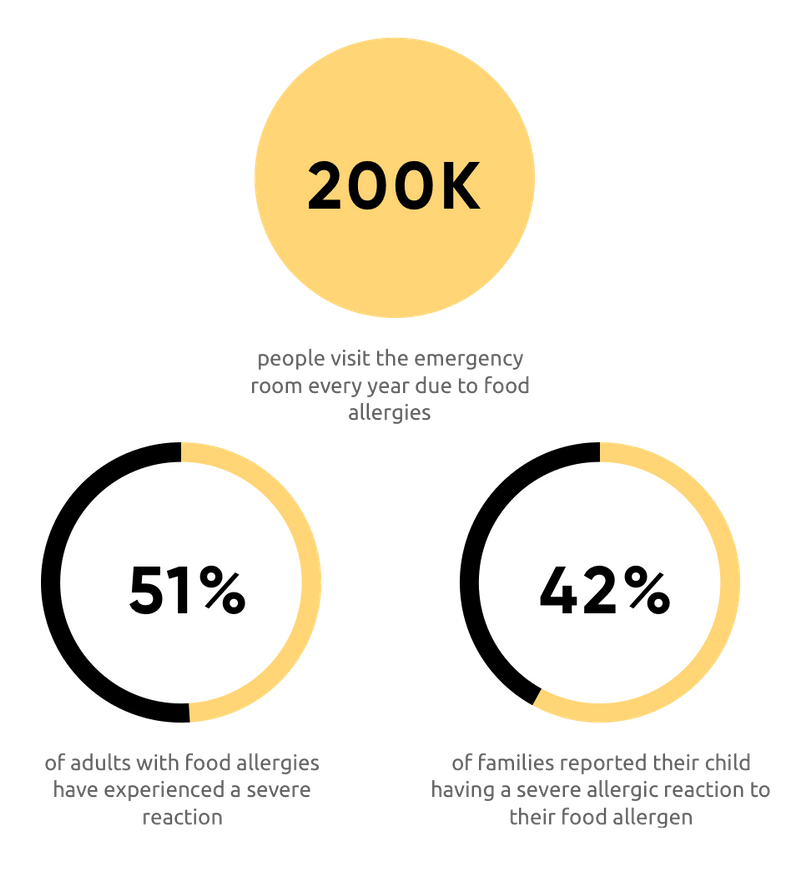 200K
people visit the emergency
room every year due to food
allergies
51%
of adults with food allergies
have experienced a severe
reaction
42%
of families reported their child
having a severe allergic reaction to
their food allergen